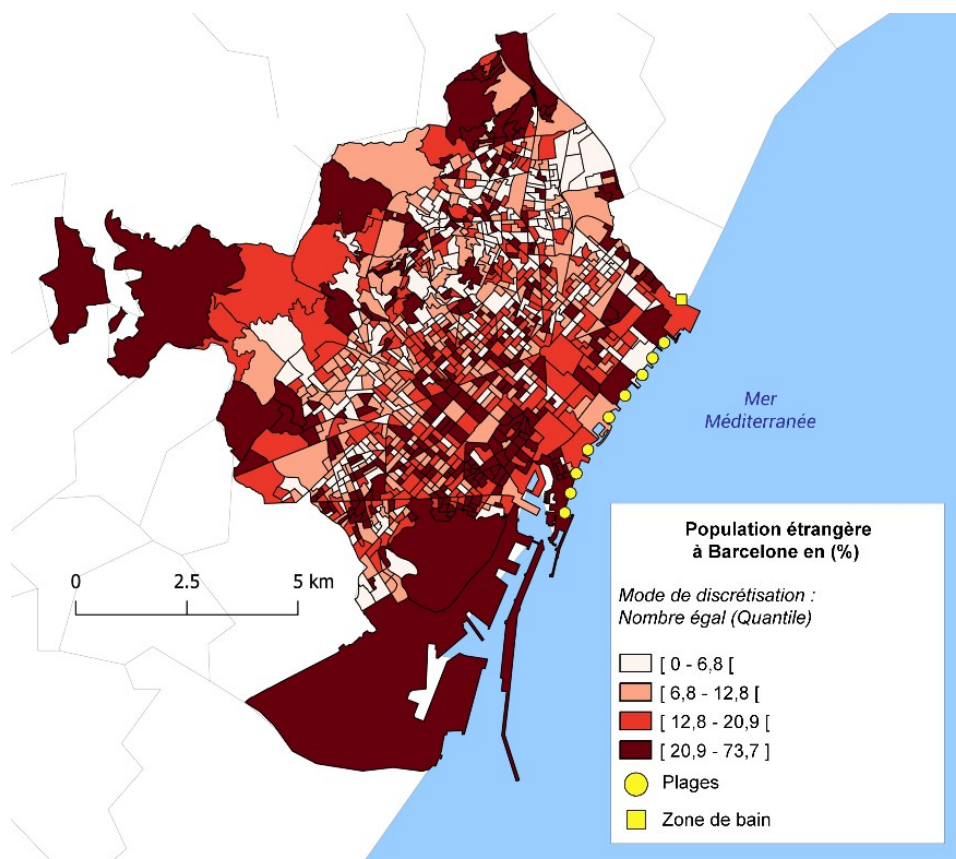 Mer
Méditerranée
0 2.5 5 km
Population étrangère
à Barcelone en (%)
Mode de discrétisation :
Nombre égal (Quantile)
[ 0 - 6,8 [
[ 6,8 - 12,8 [
[ 12,8 - 20,9 [
[ 20,9 - 73,7 ]
Plages
Zone de bain